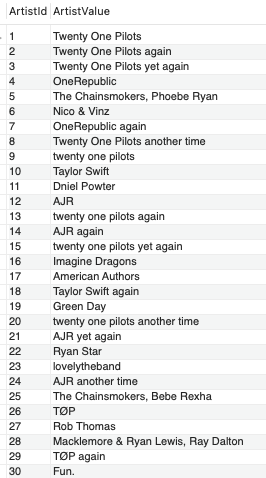 ArtistId ArtistValue
1 Twenty One Pilots
2 Twenty One Pilots again
3 Twenty One Pilots yet again
4 OneRepublic
5 The Chainsmokers, Phoebe Ryan
6 Nico & Vinz
7 OneRepublic again
8 Twenty One Pilots another time
9 twenty one pilots
10 Taylor Swift
11 Dniel Powter
12 AJR
13 twenty one pilots again
14 AJR again
15 twenty one pilots yet again
16 Imagine Dragons
17 American Authors
18 Taylor Swift again
19 Green Day
20 twenty one pilots another time
21 AJR yet again
22 Ryan Star
23 lovelytheband
24 AJR another time
25 The Chainsmokers, Bebe Rexha
26 TØP
27 Rob Thomas
28 Macklemore & Ryan Lewis, Ray Dalton
29 TØP again
30 Fun.